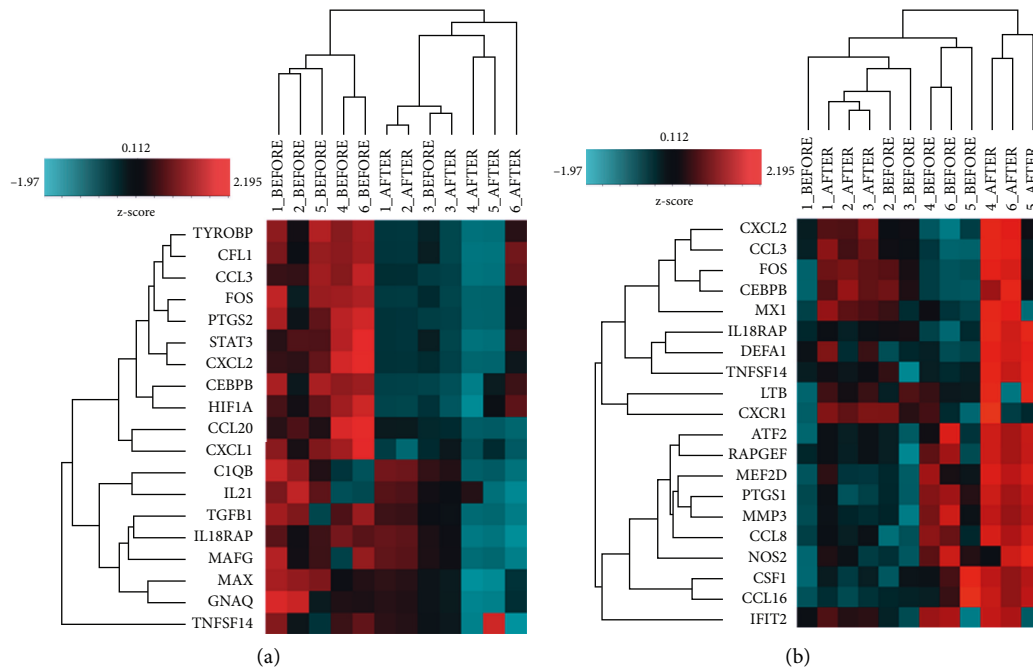 0.112
−1.97
2.195
z-score
1_BEFORE
2_BEFORE
5_BEFORE
4_BEFORE
6_BEFORE
1_AFTER
2_AFTER
3_BEFORE
3_AFTER
4_AFTER
5_AFTER
6_AFTER
TYROBP
CFL1
CCL3
FOS
PTGS2
STAT3
CXCL2
CEBPB
HIF1A
CCL20
CXCL1
C1QB
IL21
TGFB1
IL18RAP
MAFG
MAX
GNAQ
TNFSF14
(a)
0.112
−1.97
2.195
z-score
1_BEFORE
1_AFTER
2_AFTER
3_AFTER
2_BEFORE
3_BEFORE
4_BEFORE
6_BEFORE
5_BEFORE
4_AFTER
6_AFTER
5_AFTER
CXCL2
CCL3
FOS
CEBPB
MX1
IL18RAP
DEFA1
TNFSF14
LTB
CXCR1
ATF2
RAPGEF
MEF2D
PTGS1
MMP3
CCL8
NOS2
CSF1
CCL16
IFIT2
(b)